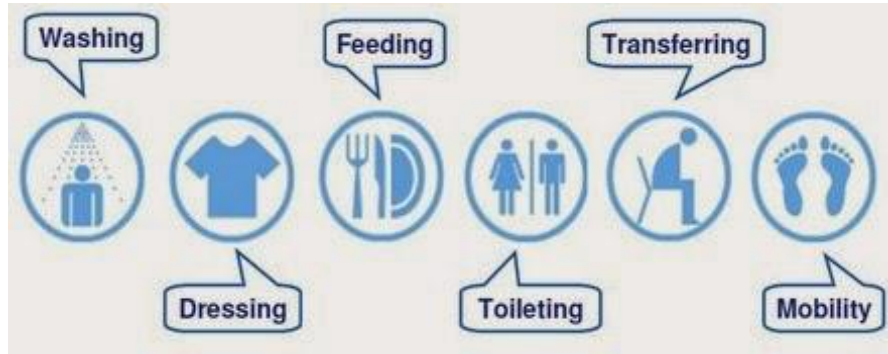 Washing
Feeding
Transferring
Dressing
Toileting
Mobility